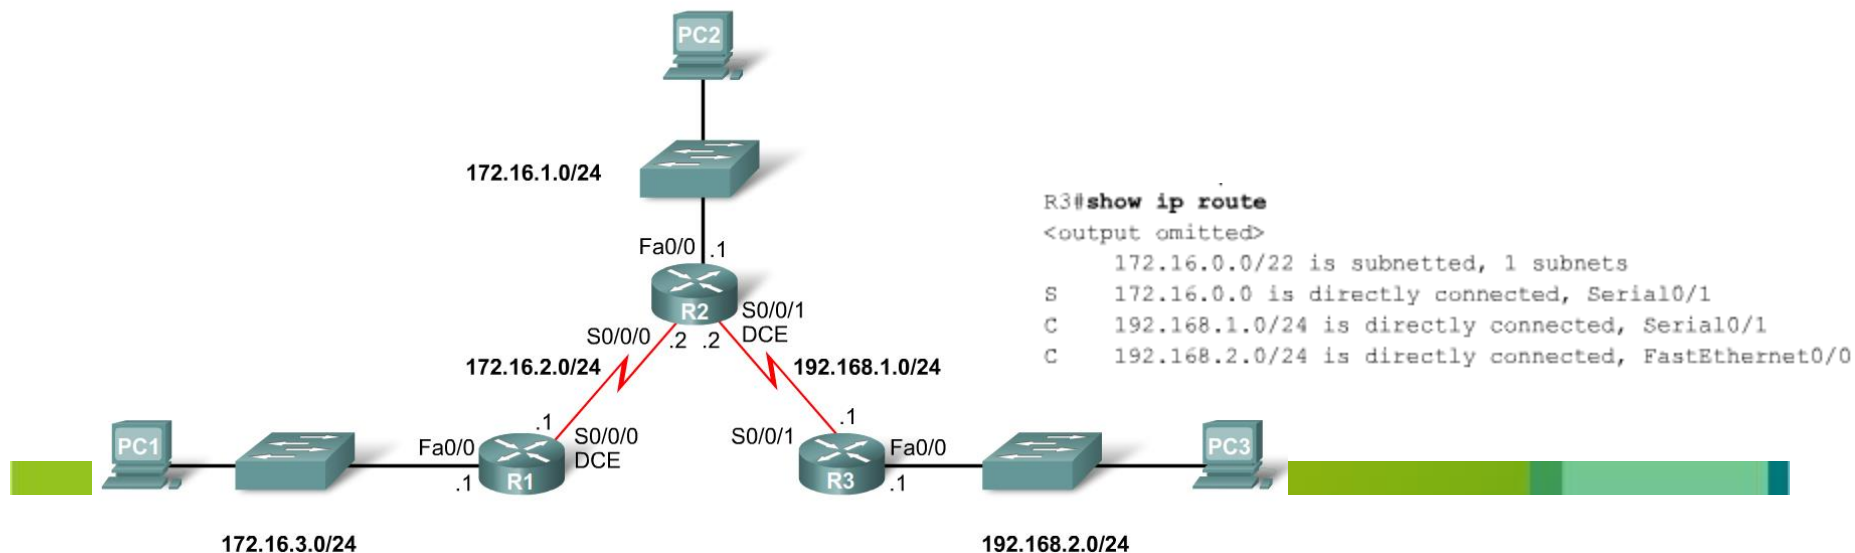 PC2
172.16.1.0/24
Fa0/0
.1
R2
S0/0/1
DCE
S0/0/0
.2
.2
172.16.2.0/24
192.168.1.0/24
.1
S0/0/0
DCE
.1
S0/0/1
PC1
Fa0/0
.1
R1
R3
Fa0/0
.1
PC3
172.16.3.0/24
192.168.2.0/24
R3#show ip route
<output omitted>
172.16.0.0/22 is subnetted, 1 subnets
S 172.16.0.0 is directly connected, Serial0/1
C 192.168.1.0/24 is directly connected, Serial0/1
C 192.168.2.0/24 is directly connected, FastEthernet0/0